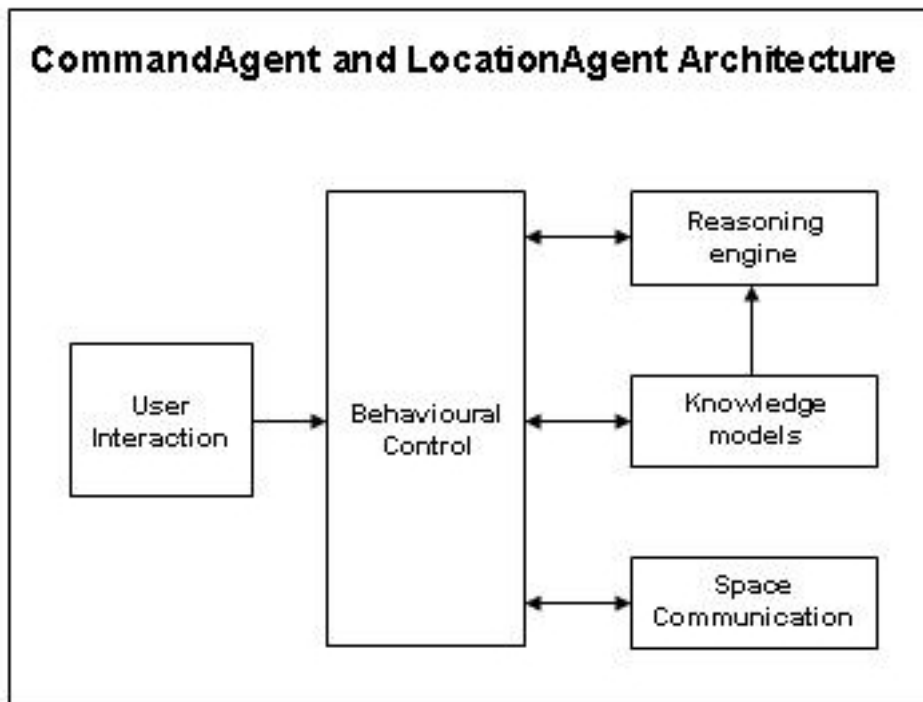 CommandAgent and LocationAgent Architecture
Reasoning
engine
User
Interaction
Behavioural
Control
Knowledge
models
Space
Communication